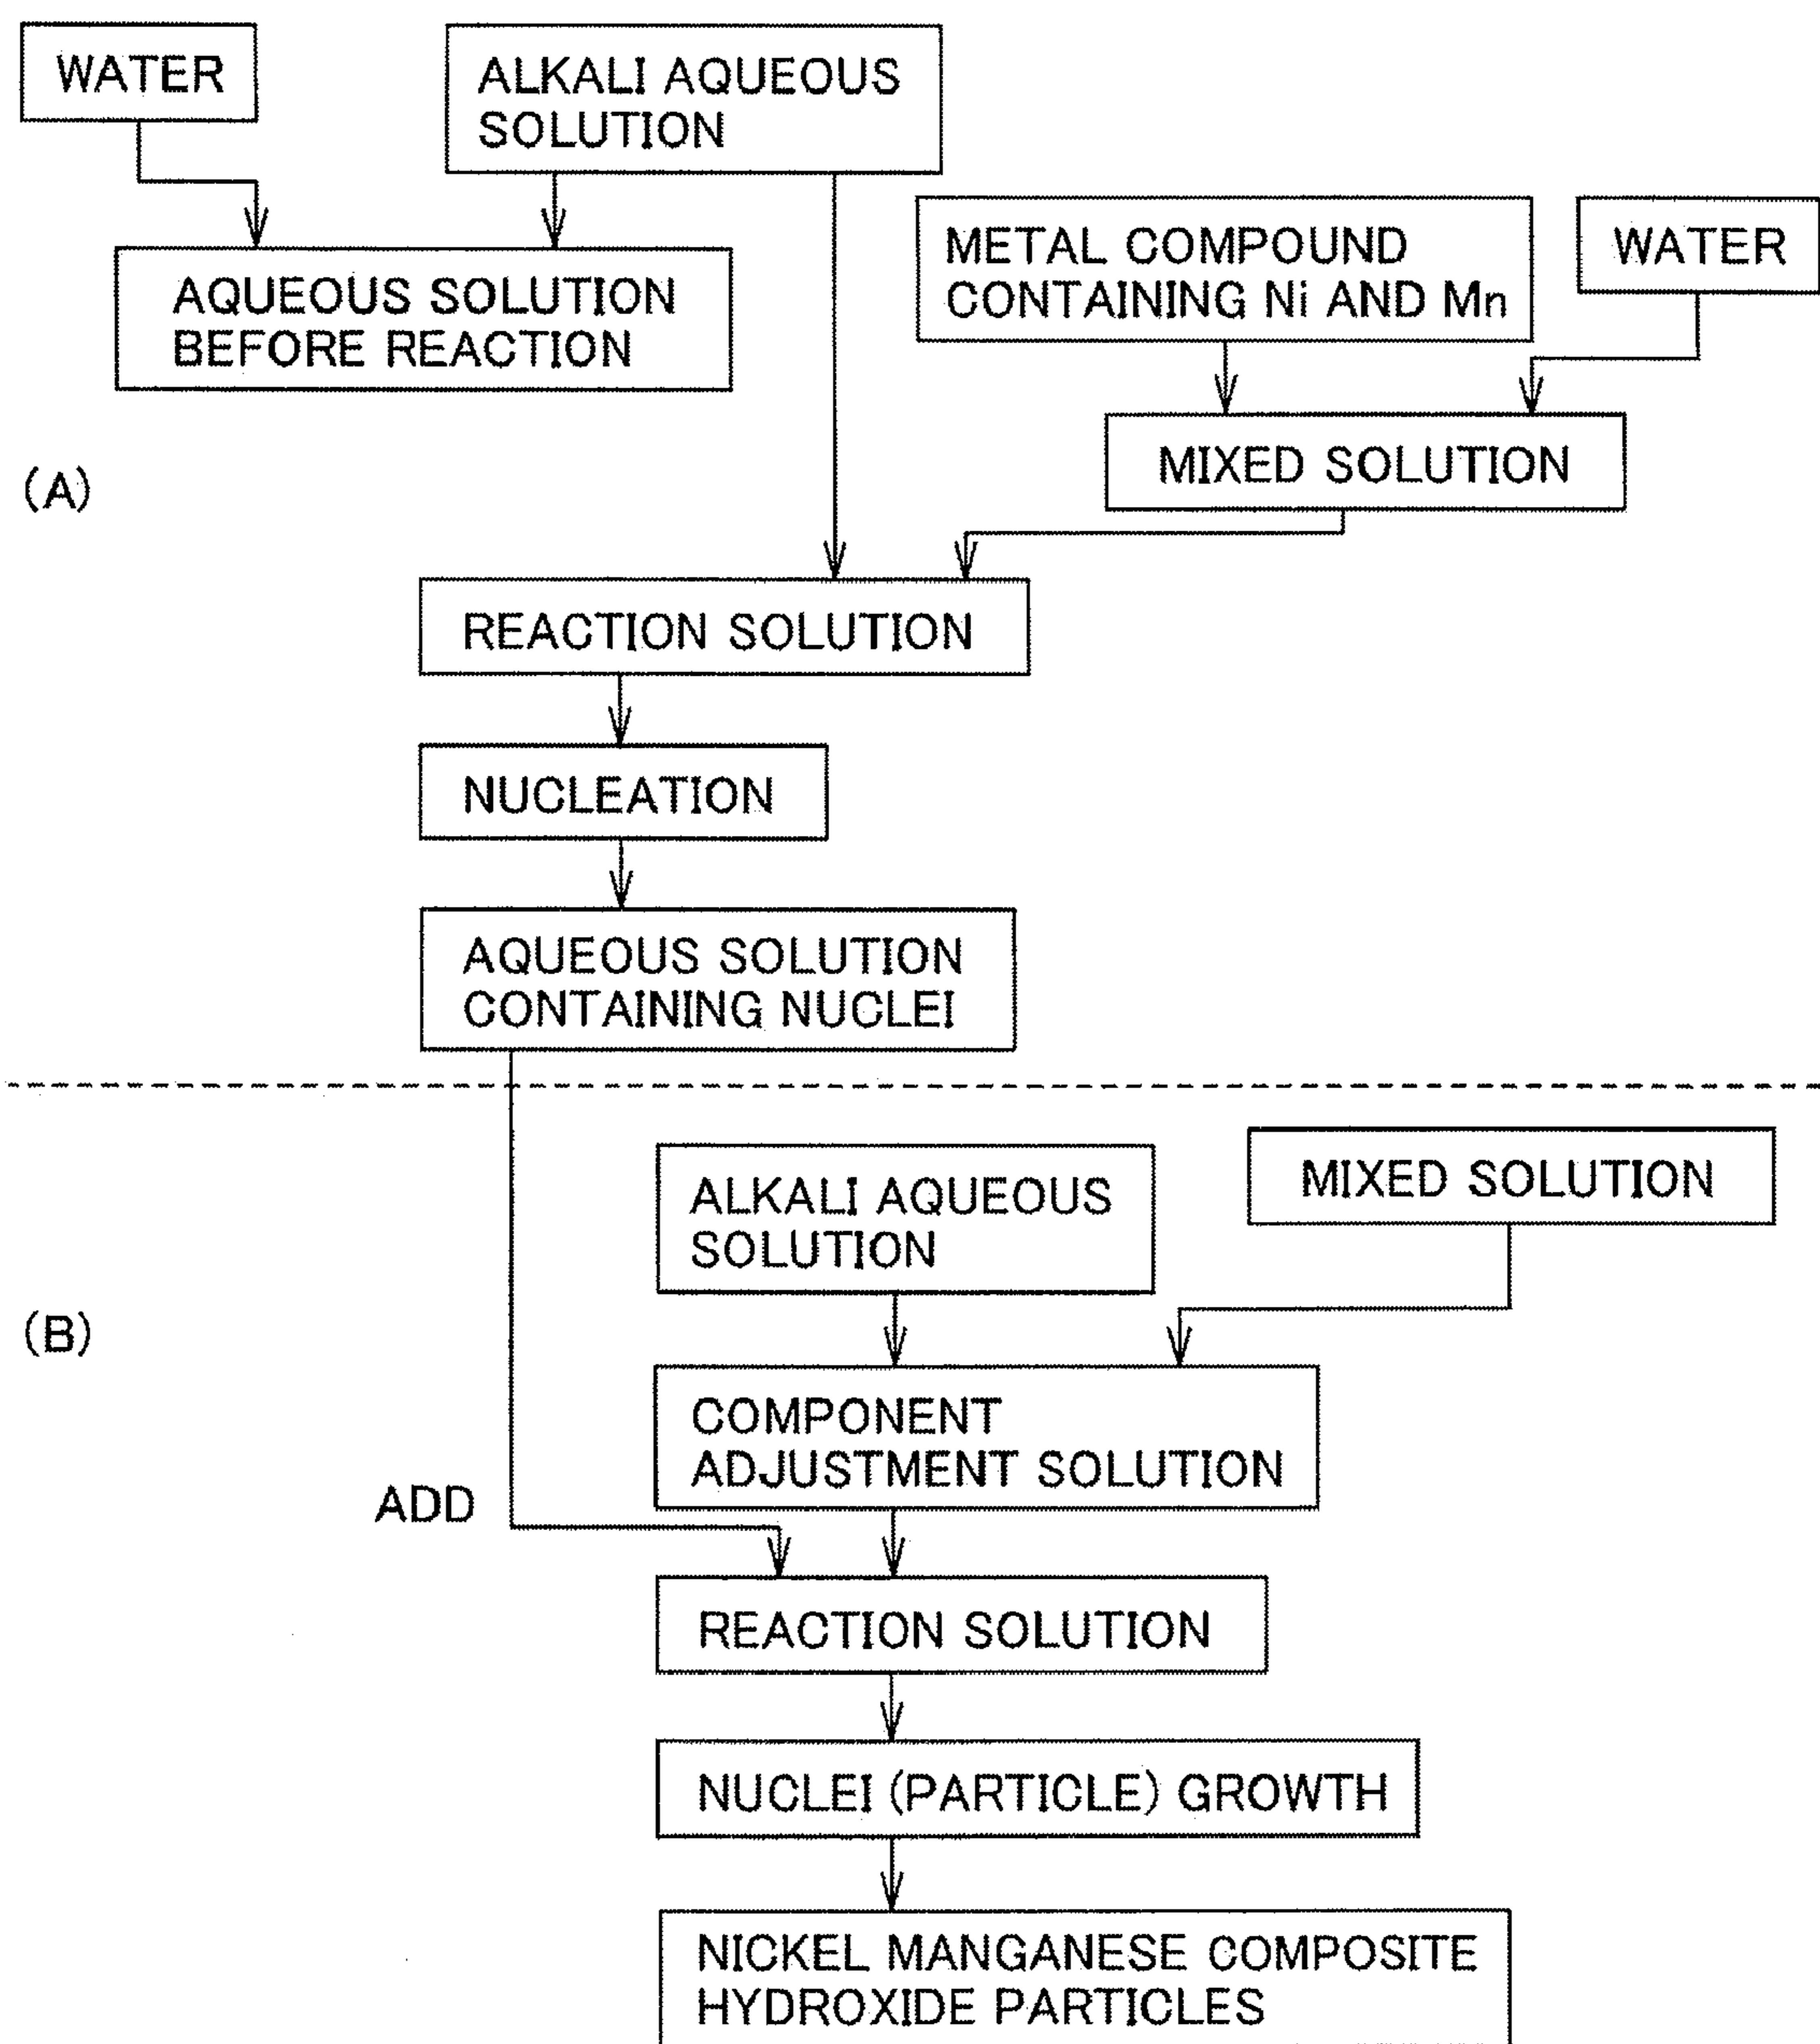 WATER
ALKALI AQUEOUS
SOLUTION
METAL COMPOUND
CONTAINING Ni AND Mn
WATER
AQUEOUS SOLUTION
BEFORE REACTION
MIXED SOLUTION
(A)
REACTION SOLUTION
NUCLEATION
AQUEOUS SOLUTION
CONTAINING NUCLEI
ALKALI AQUEOUS
SOLUTION
MIXED SOLUTION
(B)
COMPONENT
ADJUSTMENT SOLUTION
ADD
REACTION SOLUTION
NUCLEI (PARTICLE) GROWTH
NICKEL MANGANESE COMPOSITE
HYDROXIDE PARTICLES